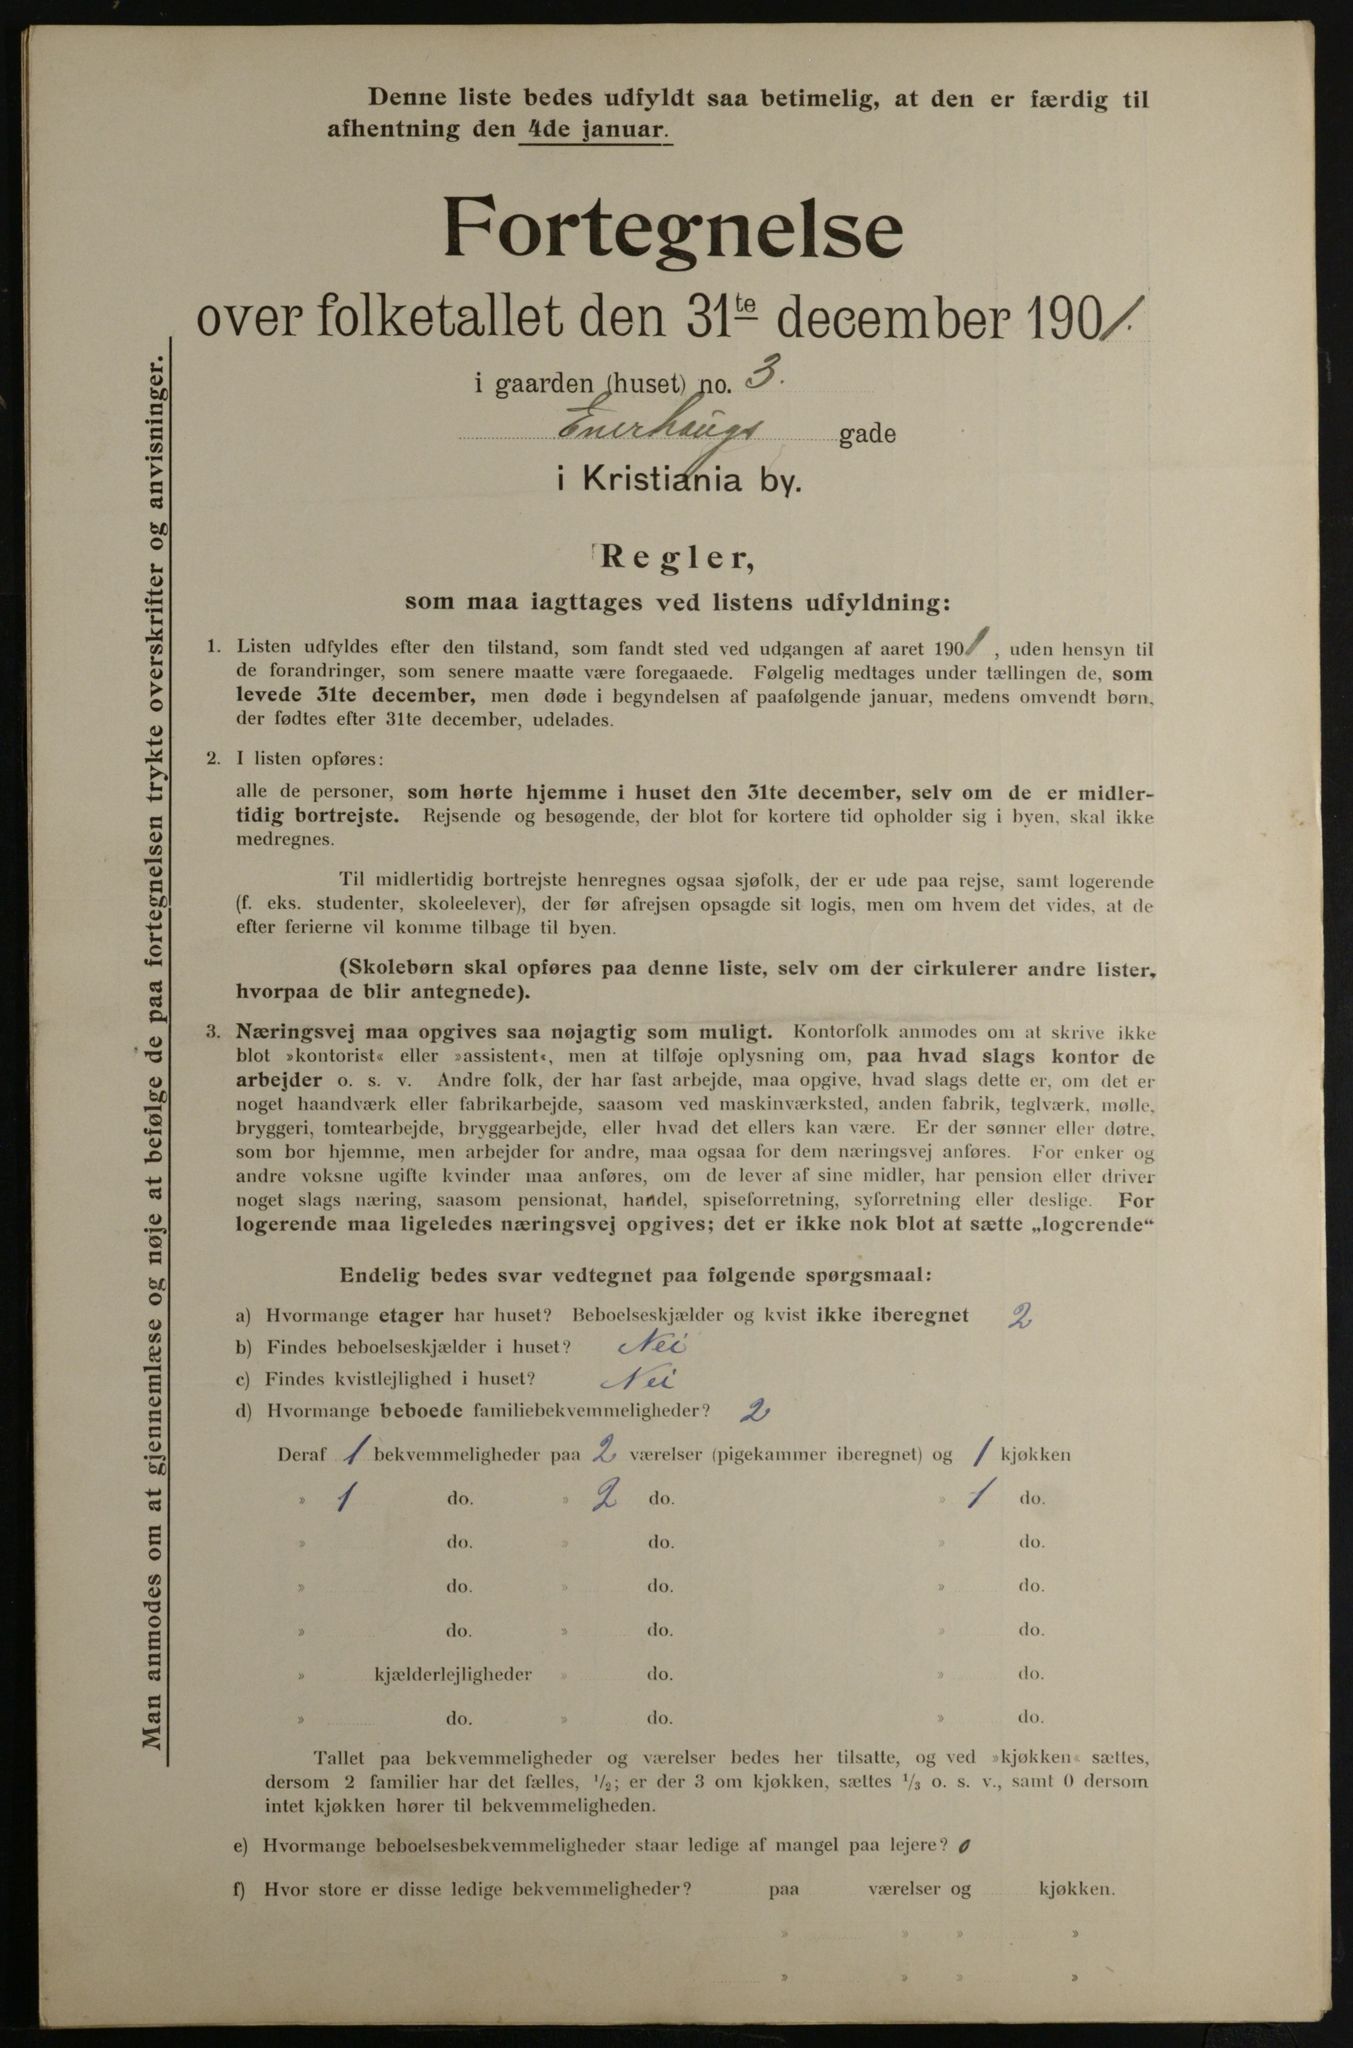 Denne liste bedes udfyldt saa betimelig, at den er færdig til
afhentning den 4de januar.
Fortegnelse
over folketallet den 31te december 1901.
i gaarden (huset) no. 3.
Enerhaugs gade
i Kristiania by.
Regler,
som maa iagttages ved listens udfyldning:
1. Listen udfyldes efter den tilstand, som fandt sted ved udgangen af aaret 1901, uden hensyn til
de forandringer, som senere maatte være foregaaede. Følgelig medtages under tællingen de, som
levede 31te december, men døde i begyndelsen af paafølgende januar, medens omvendt børn,
der fødtes efter 31te december, udelades.
2. I listen opføres:
alle de personer, som hørte hjemme i huset den 31te december, selv om de er midler-
tidig bortrejste. Rejsende og besøgende, der blot for kortere tid opholder sig i byen, skal ikke
medregnes.
Til midlertidig bortrejste henregnes ogsaa sjøfolk, der er ude paa rejse, samt logerende
(f. eks. studenter, skoleelever), der før afrejsen opsagde sit logis, men om hvem det vides, at de
efter ferierne vil komme tilbage til byen.
(Skolebørn skal opføres paa denne liste, selv om der cirkulerer andre lister,
hvorpaa de blir antegnede).
3. Næringsvej maa opgives saa nøjagtig som muligt. Kontorfolk anmodes om at skrive ikke
blot »kontorist« eller »assistent«, men at tilføje oplysning om, paa hvad slags kontor de
arbejder o. s. v. Andre folk, der har fast arbejde, maa opgive, hvad slags dette er, om det er
noget haandværk eller fabrikarbejde, saasom ved maskinværksted, anden fabrik, teglværk, mølle,
bryggeri, tomtearbejde, bryggearbejde, eller hvad det ellers kan være. Er der sønner eller døtre,
som bor hjemme, men arbejder for andre, maa ogsaa for dem næringsvej anføres. For enker og
andre voksne ugifte kvinder maa anføres, om de lever af sine midler, har pension eller driver
noget slags næring, saasom pensionat, handel, spiseforretning, syforretning eller deslige. For
logerende maa ligeledes næringsvej opgives; det er ikke nok blot at sætte „logerende“
Endelig bedes svar vedtegnet paa følgende spørgsmaal:
a) Hvormange etager har huset? Beboelseskjælder og kvist ikke iberegnet 2
b) Findes beboelseskjælder i huset? Nei
c) Findes kvistlejlighed i huset? Nei
d) Hvormange beboede familiebekvemmeligheder? 2
Deraf 1 bekvemmeligheder paa 2 værelser (pigekammer iberegnet) og 1 kjøkken
» 1 do. » 2 do. » 1 do.
» do. » do. » do.
» do. » do. » do.
» do. » do. » do.
» kjælderlejligheder » do. » do.
» do. » do. » do.
Tallet paa bekvemmeligheder og værelser bedes her tilsatte, og ved »kjøkken« sættes,
dersom 2 familier har det fælles, 1/2; er der 3 om kjøkken, sættes 1/3 o. s. v., samt 0 dersom
intet kjøkken hører til bekvemmeligheden.
e) Hvormange beboelsesbekvemmeligheder staar ledige af mangel paa lejere? 0
f) Hvor store er disse ledige bekvemmeligheder? paa værelser og kjøkken.
» » » »
» » » »
Man anmodes om at gjennemlæse og nøje at befølge de paa fortegnelsen trykte overskrifter og anvisninger.